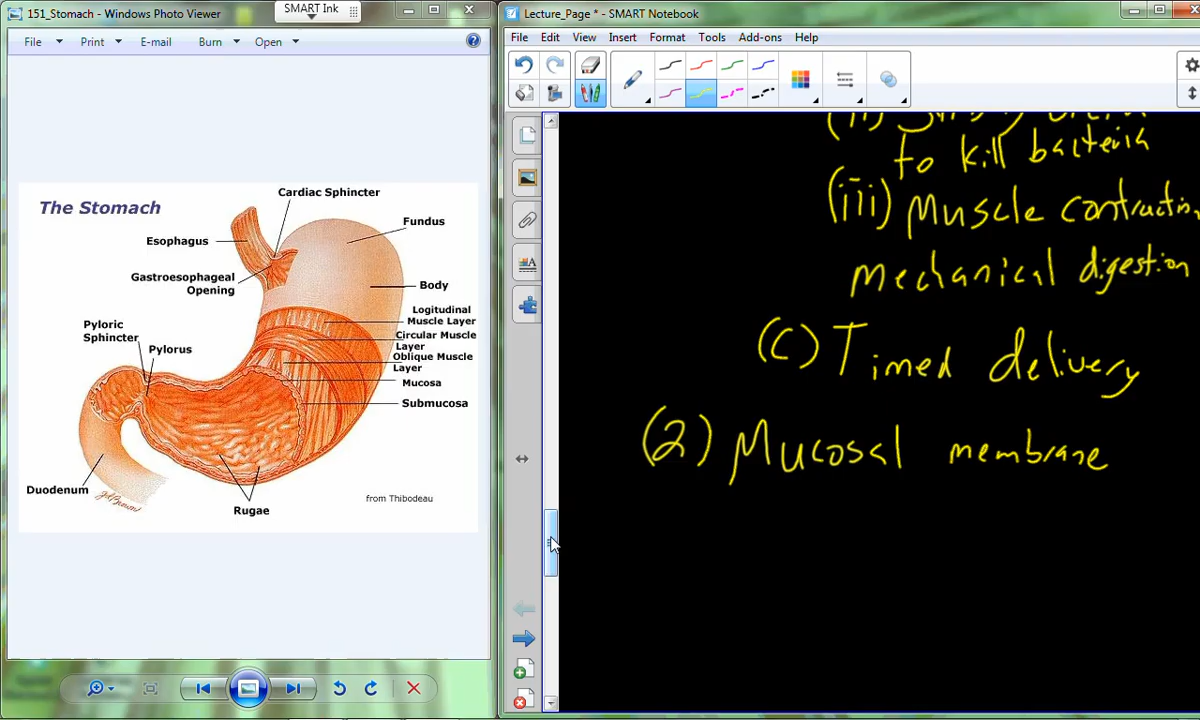 151_Stomach - Windows Photo Viewer
SMART Ink
File Print E-mail Burn Open
The Stomach
Cardiac Sphincter
Fundus
Esophagus
Gastroesophageal
Opening
Body
Logitudinal
Muscle Layer
Circular Muscle
Layer
Oblique Muscle
Layer
Mucosa
Submucosa
Pyloric
Sphincter
Pylorus
Duodenum
Rugae
from Thibodeau
Lecture_Page * - SMART Notebook
File Edit View Insert Format Tools Add-ons Help
(ii)
to kill bacteria
(iii) Muscle contraction
mechanical digestion
(C) Timed delivery
(2) Mucosal membrane